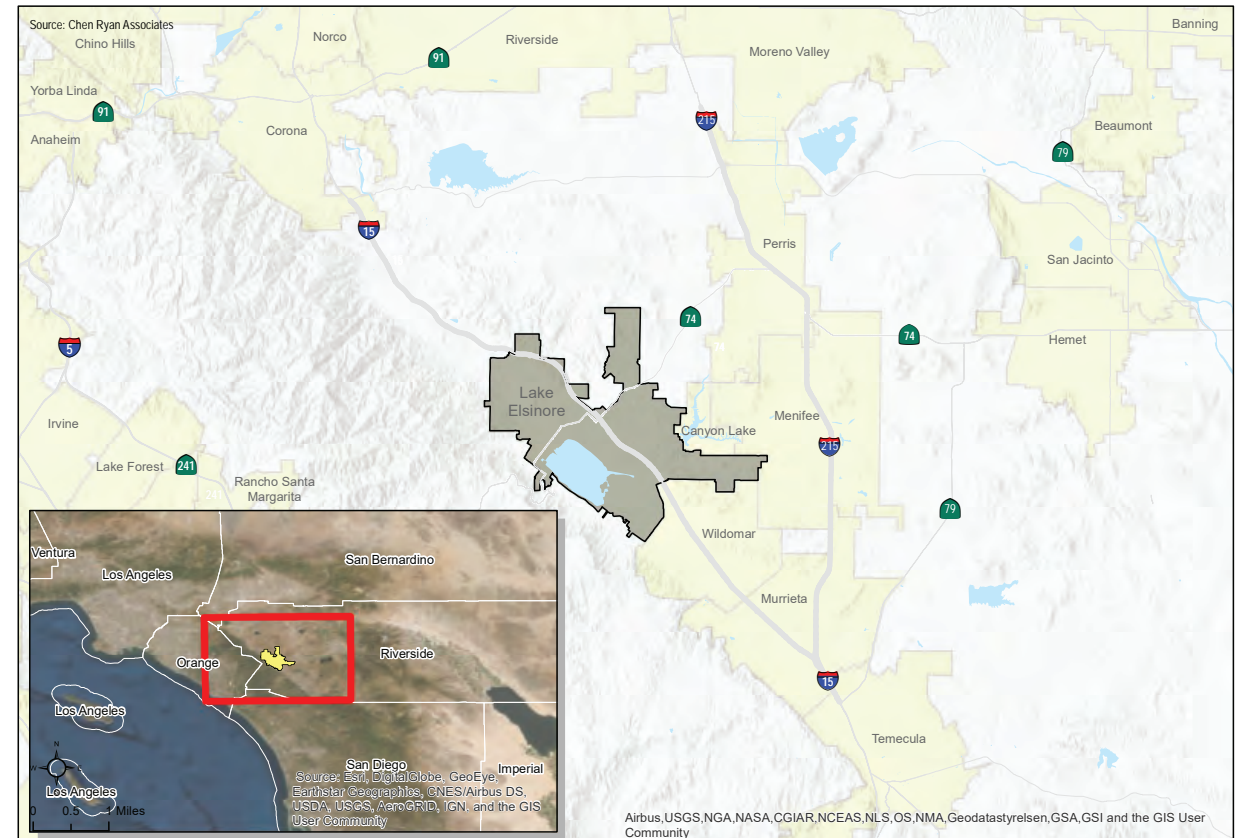 Source: Chen Ryan Associates
Chino Hills
Norco
Riverside
Banning
91
Moreno Valley
Yorba Linda
91
215
Anaheim
Corona
Beaumont
79
15
Perris
San Jacinto
74
74
74
5
Hemet
Lake
Elsinore
Irvine
Menifee
Canyon Lake
215
Lake Forest
241
241
Rancho Santa
Margarita
79
Wildomar
Murrieta
15
Temecula
Ventura
Los Angeles
San Bernardino
Orange
Riverside
Los Angeles
N
W
San Diego
Imperial
Los Angeles
0 0.5 1 Miles
Source: Esri, DigitalGlobe, GeoEye,
Earthstar Geographics, CNES/Airbus DS,
USDA, USGS, AeroGRID, IGN, and the GIS
User Community
Airbus,USGS,NGA,NASA,CGIAR,NCEAS,NLS,OS,NMA,Geodatastyrelsen,GSA,GSI and the GIS User
Community